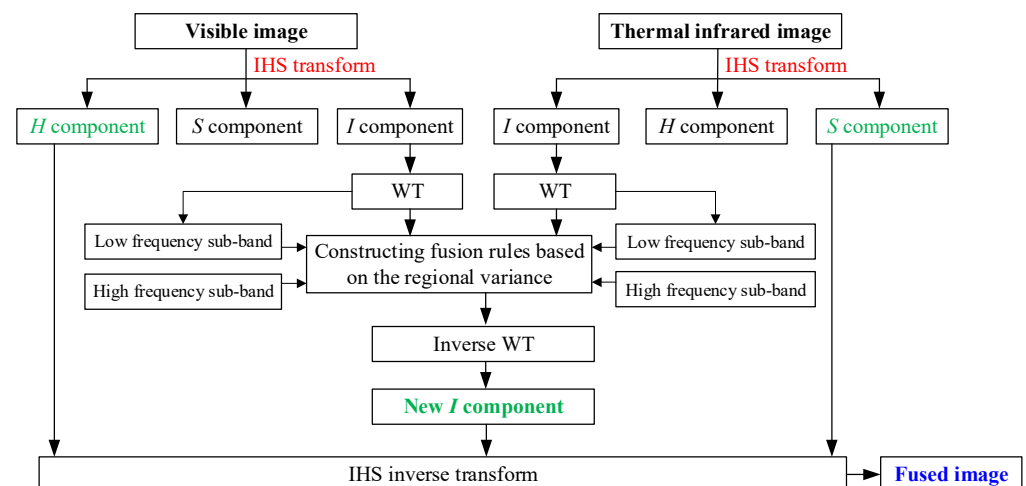 Visible image
Thermal infrared image
IHS transform
IHS transform
H component
S component
I component
I component
H component
S component
WT
WT
Low frequency sub-band
Constructing fusion rules based
on the regional variance
Low frequency sub-band
High frequency sub-band
High frequency sub-band
Inverse WT
New I component
IHS inverse transform
Fused image